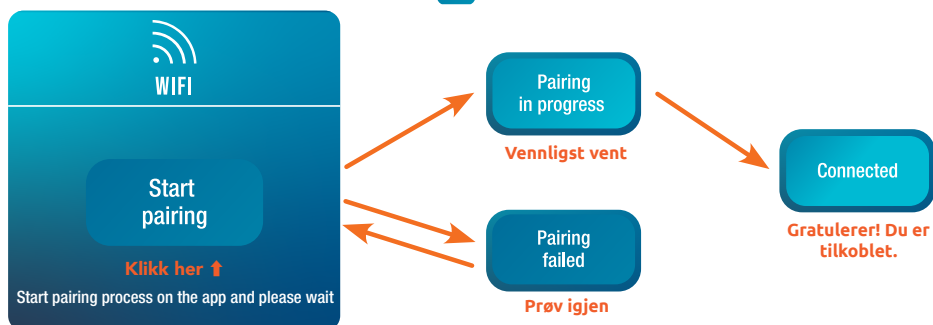 WIFI
Start
pairing
Klikk her ⬆
Start pairing process on the app and please wait
Pairing
in progress
Vennligst vent
Pairing
failed
Prøv igjen
Connected
Gratulerer! Du er
tilkoblet.